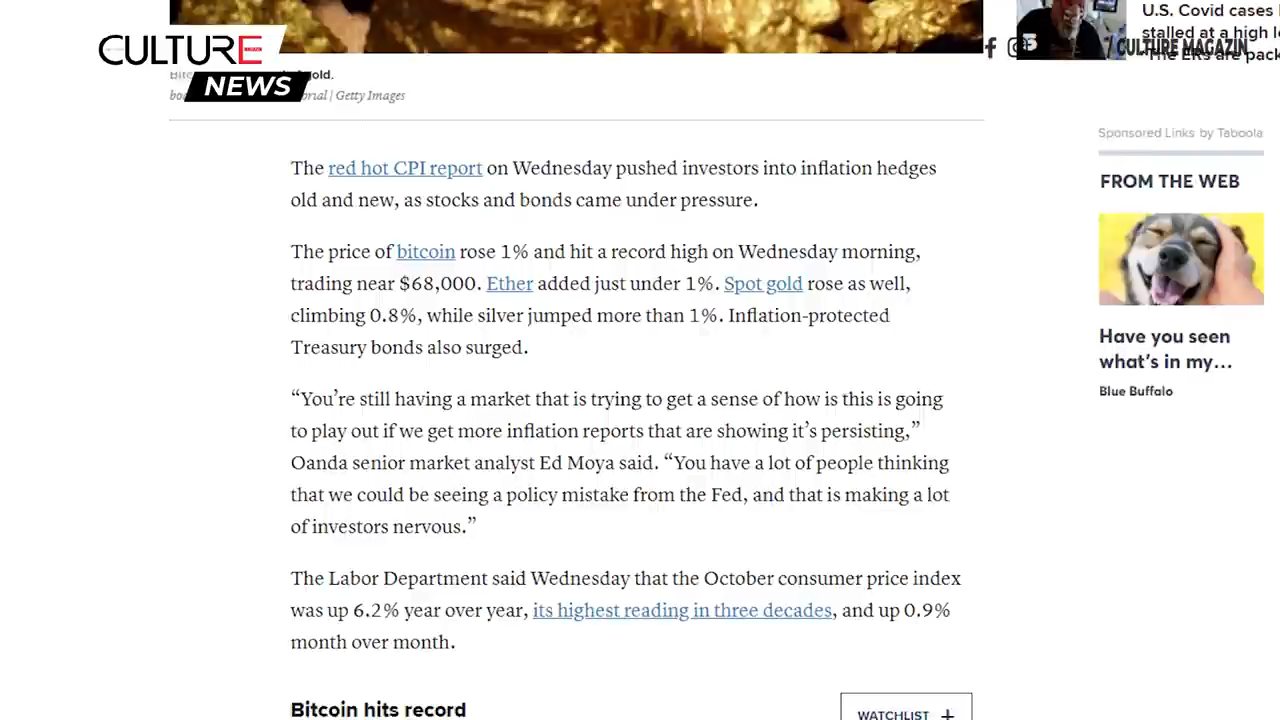 CULTURE
NEWS
gold.
orial | Getty Images
CULTURE MAGAZIN
U.S. Covid cases
stalled at a high
The ERs are pack
The red hot CPI report on Wednesday pushed investors into inflation hedges
old and new, as stocks and bonds came under pressure.
The price of bitcoin rose 1% and hit a record high on Wednesday morning,
trading near $68,000. Ether added just under 1%. Spot gold rose as well,
climbing 0.8%, while silver jumped more than 1%. Inflation-protected
Treasury bonds also surged.
“You’re still having a market that is trying to get a sense of how is this is going
to play out if we get more inflation reports that are showing it’s persisting,”
Oanda senior market analyst Ed Moya said. “You have a lot of people thinking
that we could be seeing a policy mistake from the Fed, and that is making a lot
of investors nervous.”
The Labor Department said Wednesday that the October consumer price index
was up 6.2% year over year, its highest reading in three decades, and up 0.9%
month over month.
Bitcoin hits record
WATCHLIST +
Sponsored Links by Taboola
FROM THE WEB
Have you seen
what’s in my...
Blue Buffalo